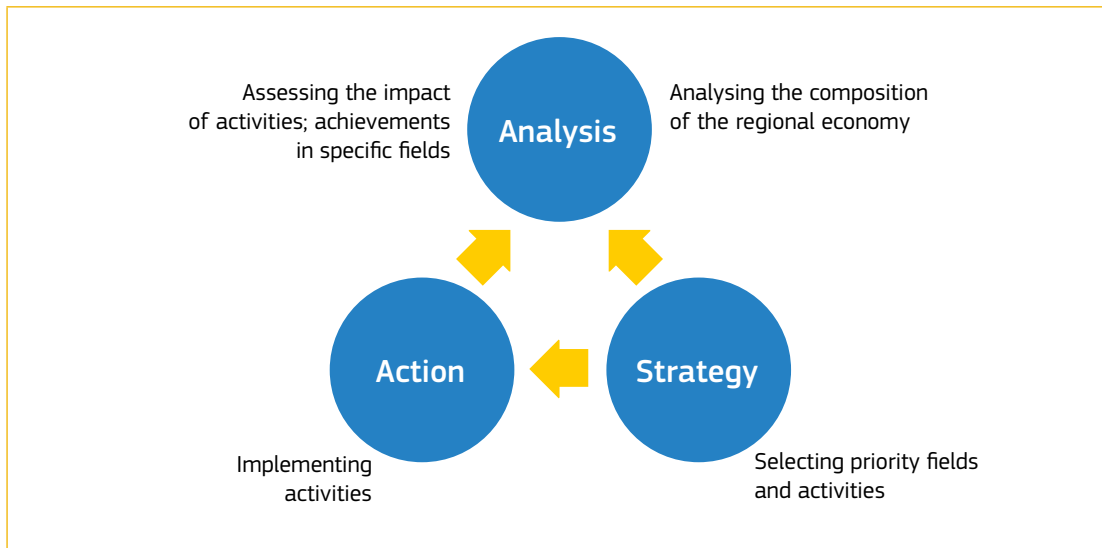 Assessing the impact
of activities; achievements
in specific fields
Analysis
Analysing the composition
of the regional economy
Action
Strategy
Implementing
activities
Selecting priority fields
and activities